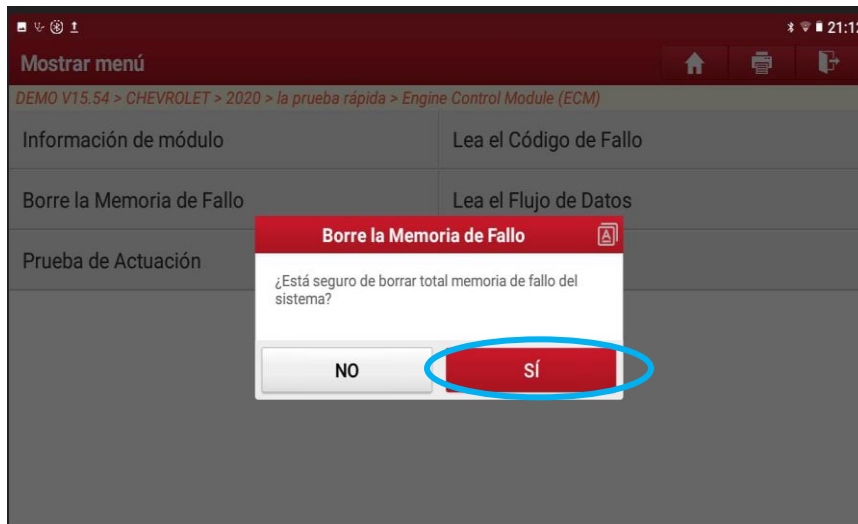 21:12
Mostrar menú
DEMO V15.54 > CHEVROLET > 2020 > la prueba rápida > Engine Control Module (ECM)
Información de módulo
Lea el Código de Fallo
Borre la Memoria de Fallo
Lea el Flujo de Datos
Prueba de Actuación
Borre la Memoria de Fallo
A
¿Está seguro de borrar total memoria de fallo del
sistema?
NO
SÍ